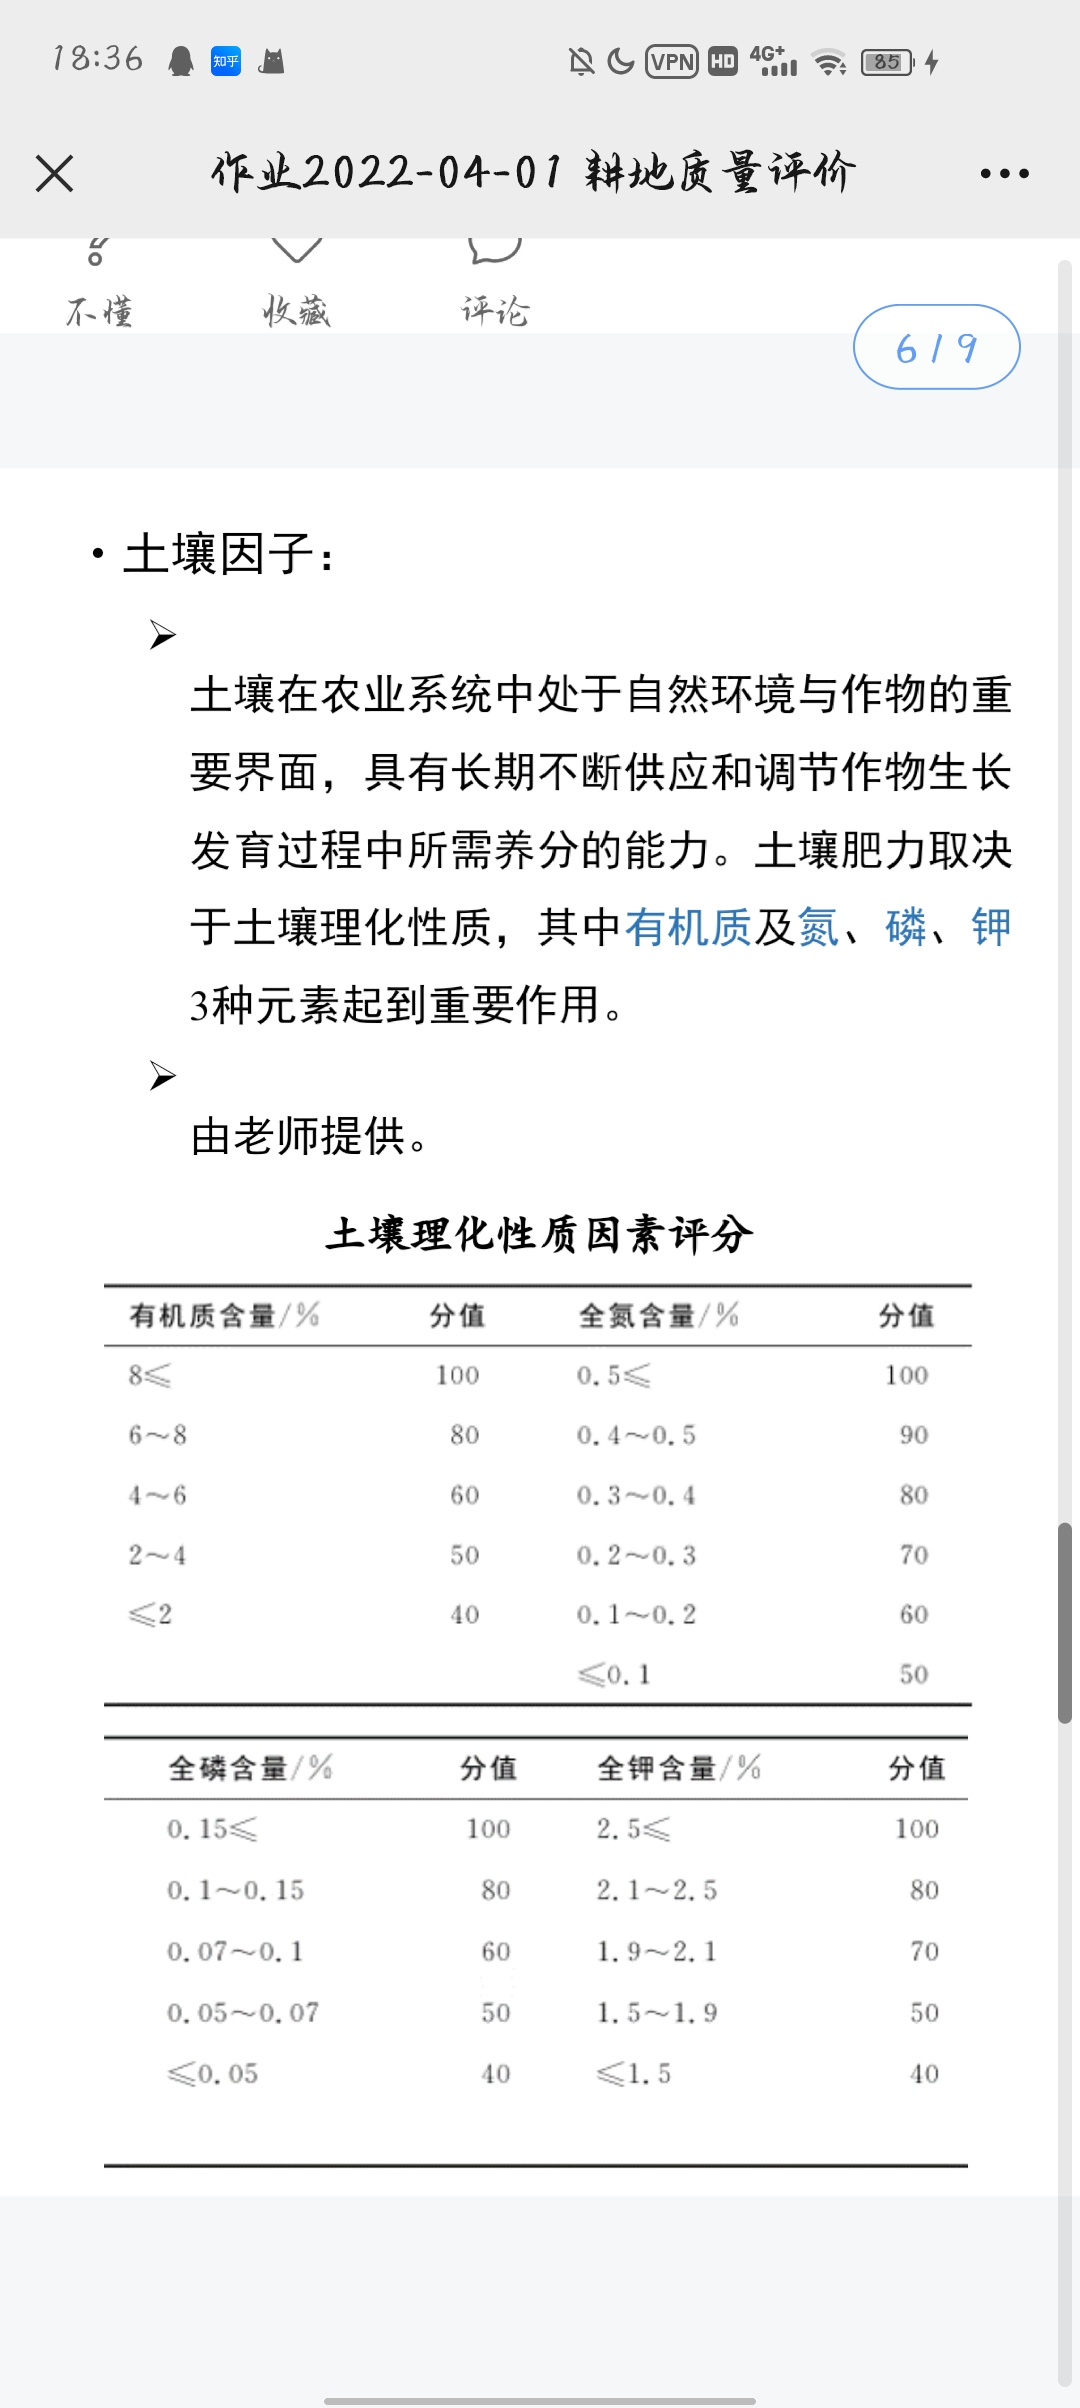 18:36 知乎 VPN HD 4G+ 85
作业2022-04-01 耕地质量评价
不懂 收藏 评论
6 / 9
• 土壤因子：
土壤在农业系统中处于自然环境与作物的重
要界面，具有长期不断供应和调节作物生长
发育过程中所需养分的能力。土壤肥力取决
于土壤理化性质，其中有机质及氮、磷、钾
3种元素起到重要作用。
由老师提供。
土壤理化性质因素评分
有机质含量/% 分值 全氮含量/% 分值
8≤ 100 0.5≤ 100
6～8 80 0.4～0.5 90
4～6 60 0.3～0.4 80
2～4 50 0.2～0.3 70
≤2 40 0.1～0.2 60
≤0.1 50
全磷含量/% 分值 全钾含量/% 分值
0.15≤ 100 2.5≤ 100
0.1～0.15 80 2.1～2.5 80
0.07～0.1 60 1.9～2.1 70
0.05～0.07 50 1.5～1.9 50
≤0.05 40 ≤1.5 40